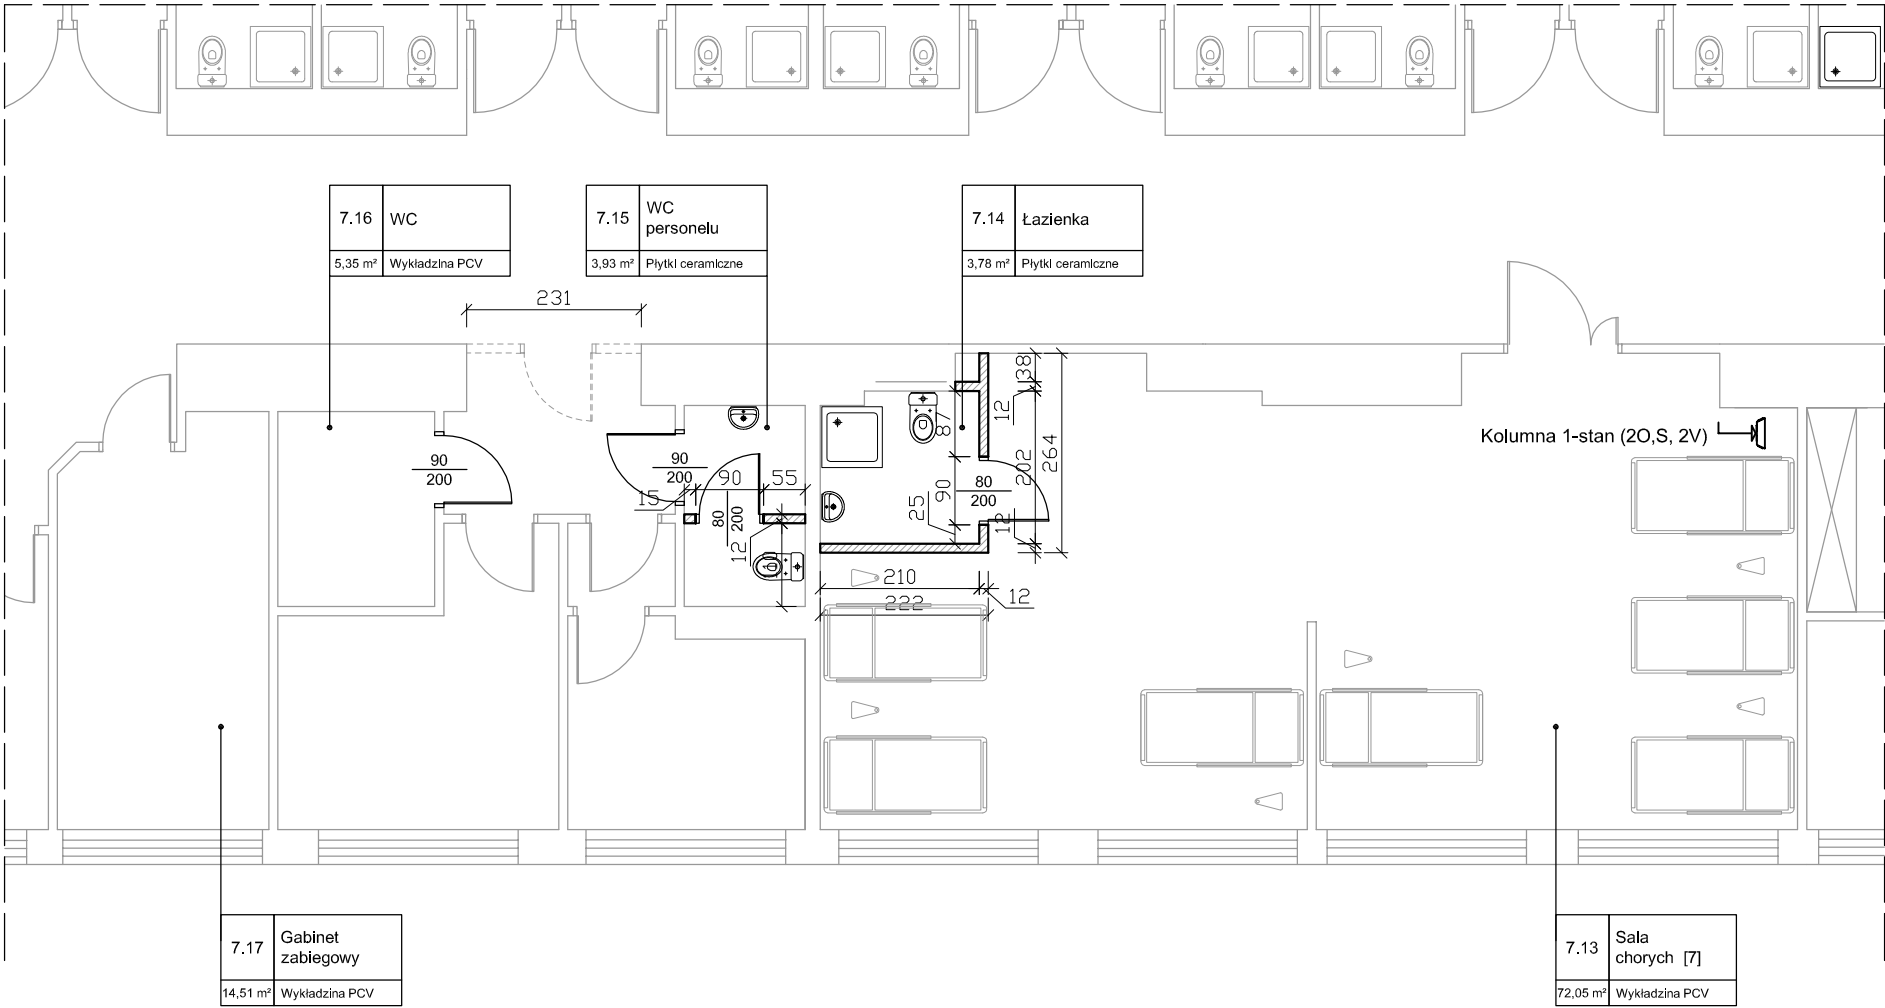 7.16
WC
5,35 m²
Wykładzina PCV
7.15
WC
personelu
3,93 m²
Płytki ceramiczne
7.14
Łazienka
3,78 m²
Płytki ceramiczne
231
38
12
87
264
202
Kolumna 1-stan (2O,S, 2V)
90
200
90
200
90
55
15
80
200
12
25
90
80
200
12
210
12
222
7.17
Gabinet
zabiegowy
14,51 m²
Wykładzina PCV
7.13
Sala
chorych [7]
72,05 m²
Wykładzina PCV